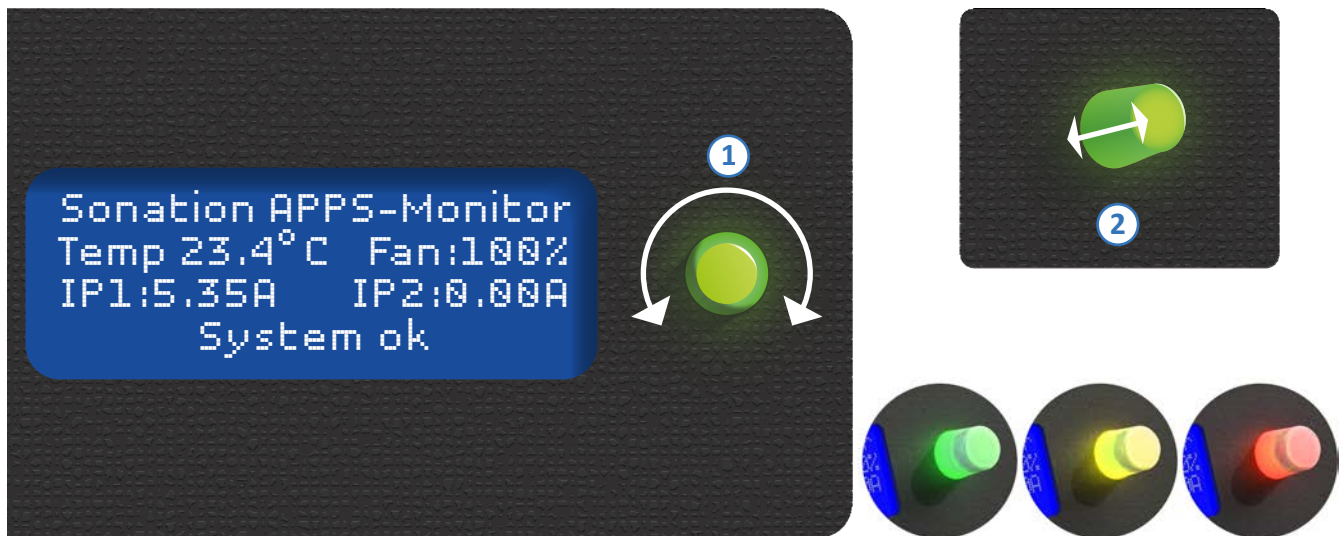 Sonation APPS-Monitor
Temp 23.4°C Fan:100%
IP1:5.35A IP2:0.00A
System ok
1
2